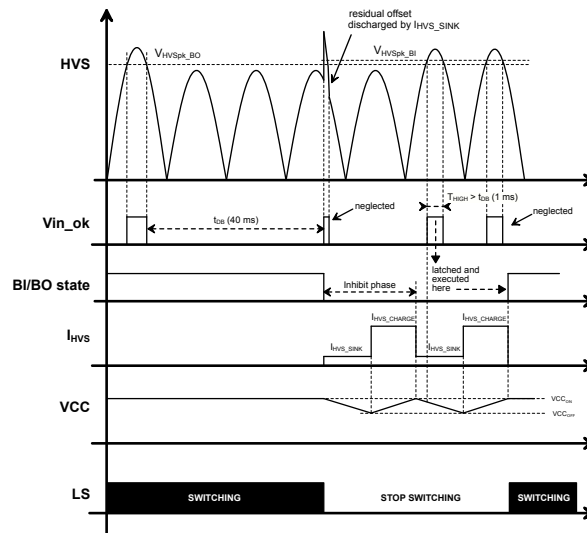 residual offset
discharged by IHVS_SINK
VHVSpk_BO
VHVSpk_BI
HVS
THIGH > tDB (1 ms)
neglected
neglected
Vin_ok
tDB (40 ms)
latched and
executed
here
BI/BO state
Inhibit phase
IHVS_CHARGE
IHVS_CHARGE
IHVS_SINK
IHVS_SINK
IHVS
VCC
VCCON
VCCOFF
LS
SWITCHING
STOP SWITCHING
SWITCHING